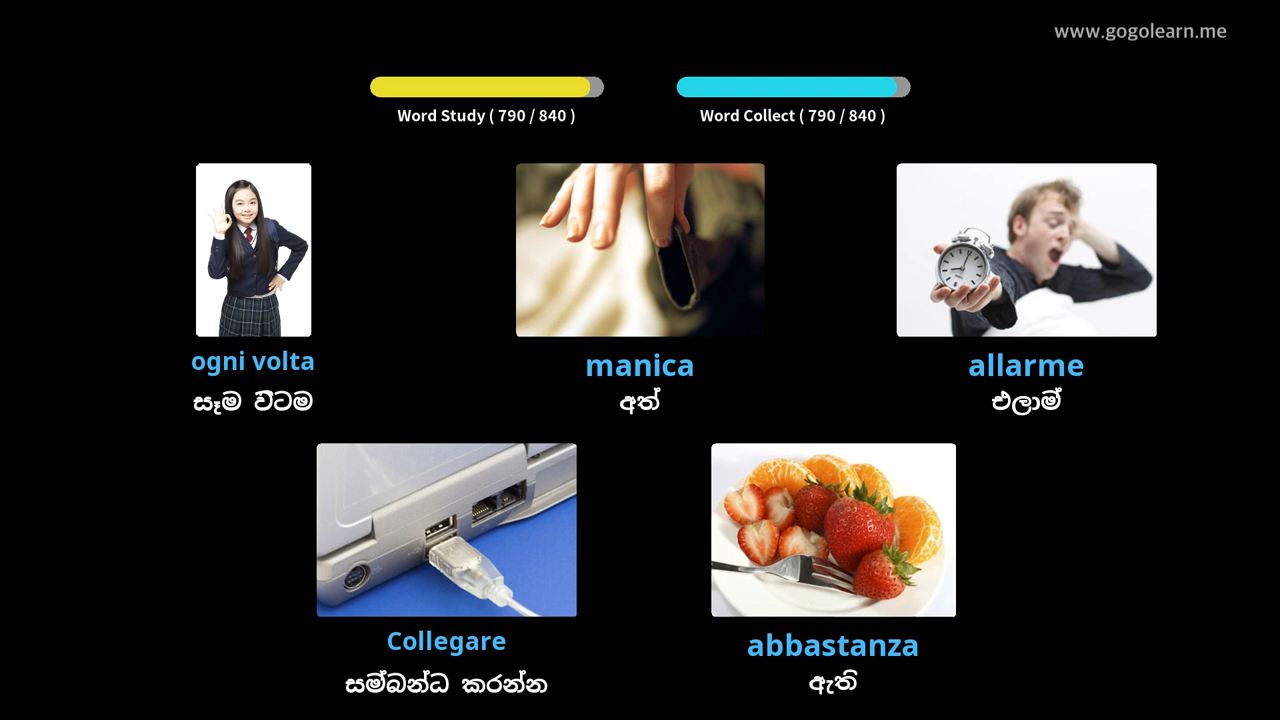 www.gogolearn.me
Word Study ( 790 / 840 )
Word Collect ( 790 / 840 )
ogni volta
සෑම විටම
manica
අත්
allarme
එලාම්
Collegare
සම්බන්ධ කරන්න
abbastanza
ඇති